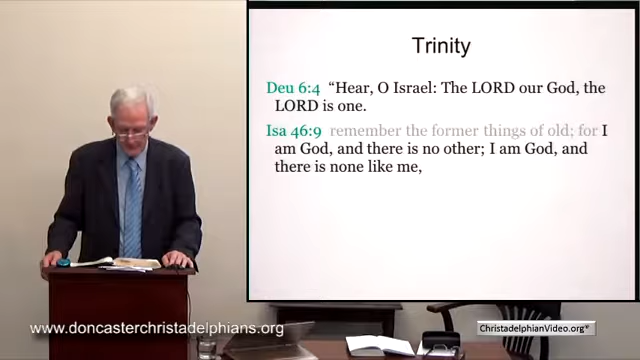 Trinity
Deu 6:4 “Hear, O Israel: The LORD our God, the
LORD is one.
Isa 46:9 remember the former things of old; for I
am God, and there is no other; I am God, and
there is none like me,
www.doncasterchristadelphians.org
ChristadelphianVideo.org*